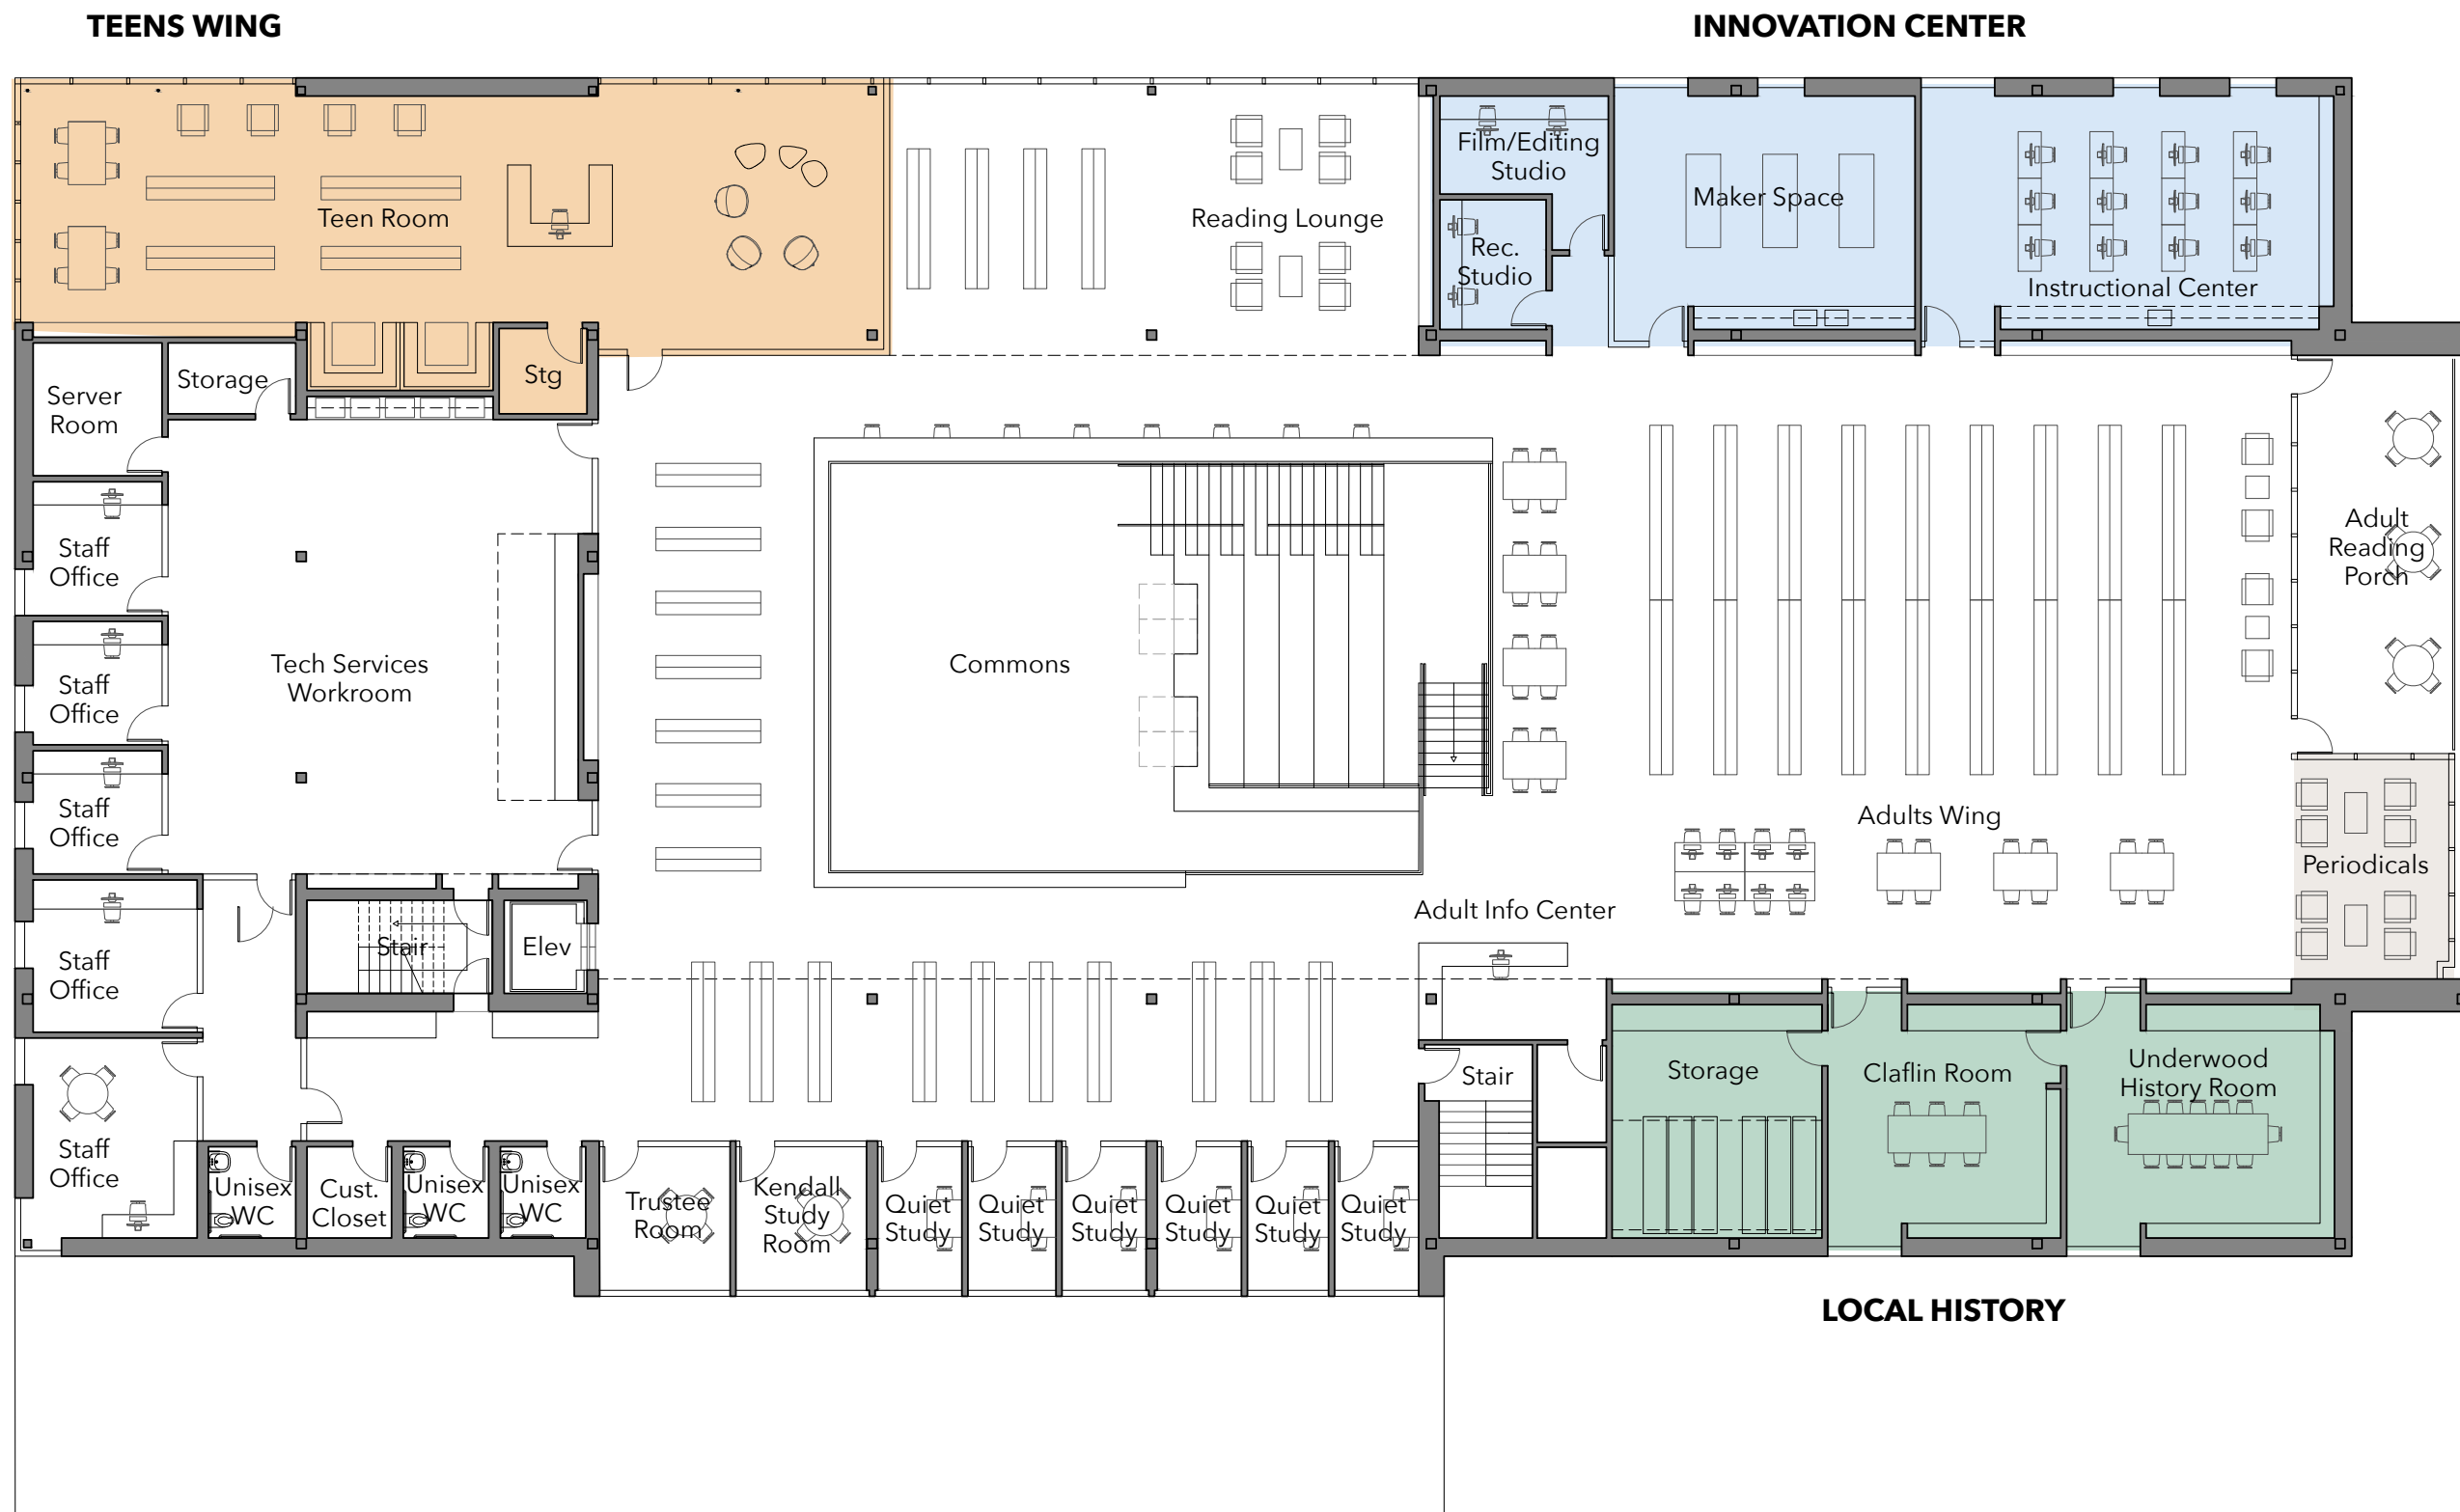 TEENS WING
INNOVATION CENTER
Teen Room
Reading Lounge
Film/Editing
Studio
Rec.
Studio
Maker Space
Instructional Center
Server
Room
Storage
Stg
Staff
Office
Staff
Office
Staff
Office
Staff
Office
Staff
Office
Tech Services
Workroom
Commons
Adult
Reading
Porch
Adults Wing
Periodicals
Adult Info Center
Stair
Elev
Stair
Storage
Claflin Room
Underwood
History Room
Unisex
WC
Cust.
Closet
Unisex
WC
Unisex
WC
Trustee
Room
Kendall
Study
Room
Quiet
Study
Quiet
Study
Quiet
Study
Quiet
Study
Quiet
Study
Quiet
Study
LOCAL HISTORY